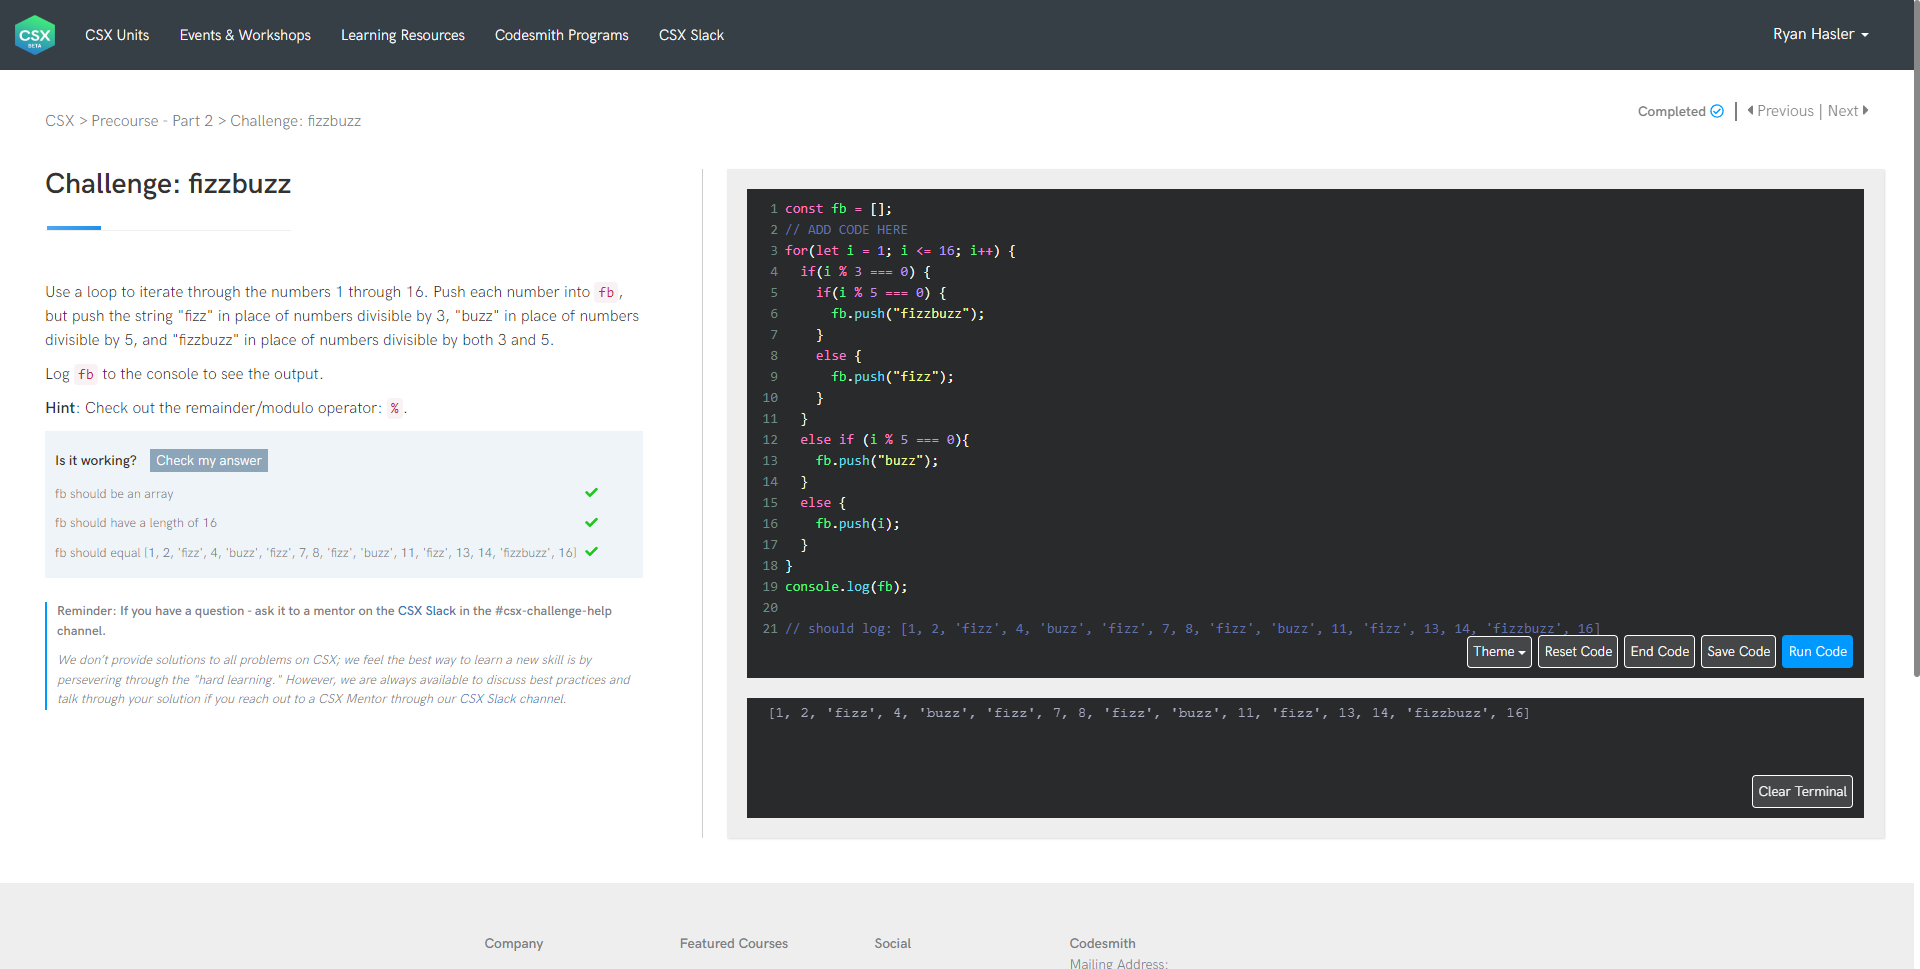 CSX
BETA
CSX Units
Events & Workshops
Learning Resources
Codesmith Programs
CSX Slack
Ryan Hasler
CSX > Precourse - Part 2 > Challenge: fizzbuzz
Completed
Previous | Next
Challenge: fizzbuzz
Use a loop to iterate through the numbers 1 through 16. Push each number into fb,
but push the string "fizz" in place of numbers divisible by 3, "buzz" in place of numbers
divisible by 5, and "fizzbuzz" in place of numbers divisible by both 3 and 5.
Log fb to the console to see the output.
Hint: Check out the remainder/modulo operator: %.
Is it working? Check my answer
fb should be an array
fb should have a length of 16
fb should equal [1, 2, 'fizz', 4, 'buzz', 'fizz', 7, 8, 'fizz', 'buzz', 11, 'fizz', 13, 14, 'fizzbuzz', 16]
Reminder: If you have a question - ask it to a mentor on the CSX Slack in the #csx-challenge-help
channel.
We don't provide solutions to all problems on CSX; we feel the best way to learn a new skill is by
persevering through the "hard learning." However, we are always available to discuss best practices and
talk through your solution if you reach out to a CSX Mentor through our CSX Slack channel.
1 const fb = [];
2 // ADD CODE HERE
3 for(let i = 1; i <= 16; i++) {
4   if(i % 3 === 0) {
5     if(i % 5 === 0) {
6       fb.push("fizzbuzz");
7     }
8     else {
9       fb.push("fizz");
10     }
11   }
12   else if (i % 5 === 0){
13     fb.push("buzz");
14   }
15   else {
16     fb.push(i);
17   }
18 }
19 console.log(fb);
20
21 // should log: [1, 2, 'fizz', 4, 'buzz', 'fizz', 7, 8, 'fizz', 'buzz', 11, 'fizz', 13, 14, 'fizzbuzz', 16]
Theme
Reset Code
End Code
Save Code
Run Code
[1, 2, 'fizz', 4, 'buzz', 'fizz', 7, 8, 'fizz', 'buzz', 11, 'fizz', 13, 14, 'fizzbuzz', 16]
Clear Terminal
Company
Featured Courses
Social
Codesmith
Mailing Address: